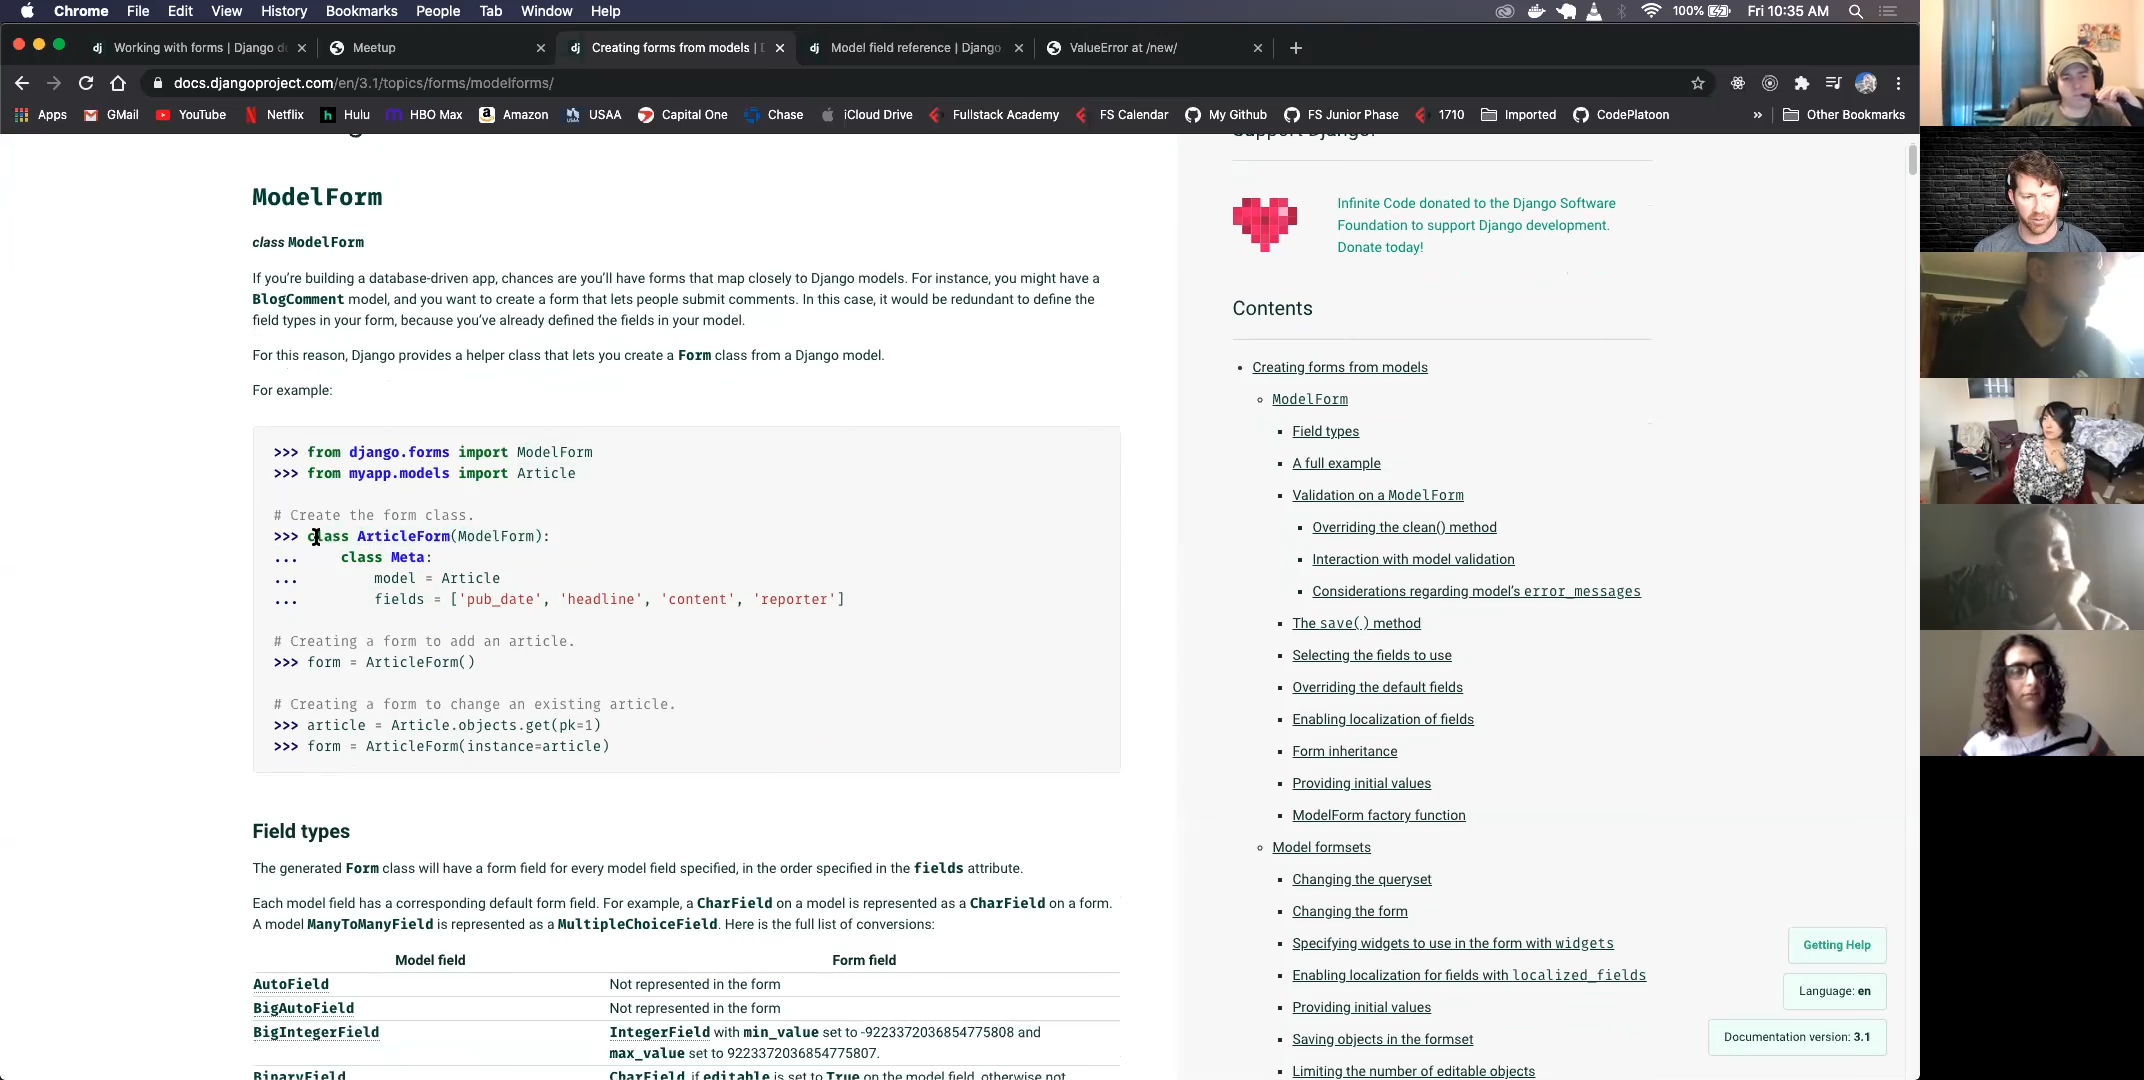 Chrome File Edit View History Bookmarks People Tab Window Help
100% Fri 10:35 AM
Working with forms | Django d
Meetup
Creating forms from models | D
Model field reference | Django
ValueError at /new/
docs.djangoproject.com/en/3.1/topics/forms/modelforms/
Apps GMail YouTube Netflix Hulu HBO Max Amazon USAA Capital One Chase iCloud Drive Fullstack Academy FS Calendar My Github FS Junior Phase 1710 Imported CodePlatoon » Other Bookmarks
ModelForm
class ModelForm
If you’re building a database-driven app, chances are you’ll have forms that map closely to Django models. For instance, you might have a
BlogComment model, and you want to create a form that lets people submit comments. In this case, it would be redundant to define the
field types in your form, because you’ve already defined the fields in your model.
For this reason, Django provides a helper class that lets you create a Form class from a Django model.
For example:
>>> from django.forms import ModelForm
>>> from myapp.models import Article
# Create the form class.
>>> class ArticleForm(ModelForm):
...     class Meta:
...         model = Article
...         fields = ['pub_date', 'headline', 'content', 'reporter']
# Creating a form to add an article.
>>> form = ArticleForm()
# Creating a form to change an existing article.
>>> article = Article.objects.get(pk=1)
>>> form = ArticleForm(instance=article)
Field types
The generated Form class will have a form field for every model field specified, in the order specified in the fields attribute.
Each model field has a corresponding default form field. For example, a CharField on a model is represented as a CharField on a form.
A model ManyToManyField is represented as a MultipleChoiceField. Here is the full list of conversions:
Model field Form field
AutoField Not represented in the form
BigAutoField Not represented in the form
BigIntegerField IntegerField with min_value set to -9223372036854775808 and
max_value set to 9223372036854775807.
BinaryField CharField, if editable is set to True on the model field, otherwise not
Support Django!
Infinite Code donated to the Django Software
Foundation to support Django development.
Donate today!
Contents
Creating forms from models
ModelForm
Field types
A full example
Validation on a ModelForm
Overriding the clean() method
Interaction with model validation
Considerations regarding model’s error_messages
The save() method
Selecting the fields to use
Overriding the default fields
Enabling localization of fields
Form inheritance
Providing initial values
ModelForm factory function
Model formsets
Changing the queryset
Changing the form
Specifying widgets to use in the form with widgets
Enabling localization for fields with localized_fields
Providing initial values
Saving objects in the formset
Limiting the number of editable objects
Getting Help
Language: en
Documentation version: 3.1